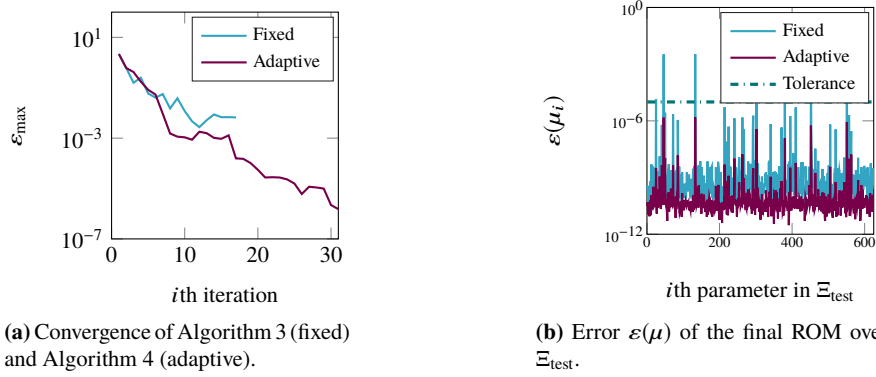 10^1
10^−3
10^−7
ε_max
Fixed
Adaptive
0
10
20
30
ith iteration
(a) Convergence of Algorithm 3 (fixed)
and Algorithm 4 (adaptive).
10^0
10^−6
10^−12
ε(μ_i)
Fixed
Adaptive
Tolerance
0
200
400
600
ith parameter in Ξ_test
(b) Error ε(μ) of the final ROM ove
Ξ_test.